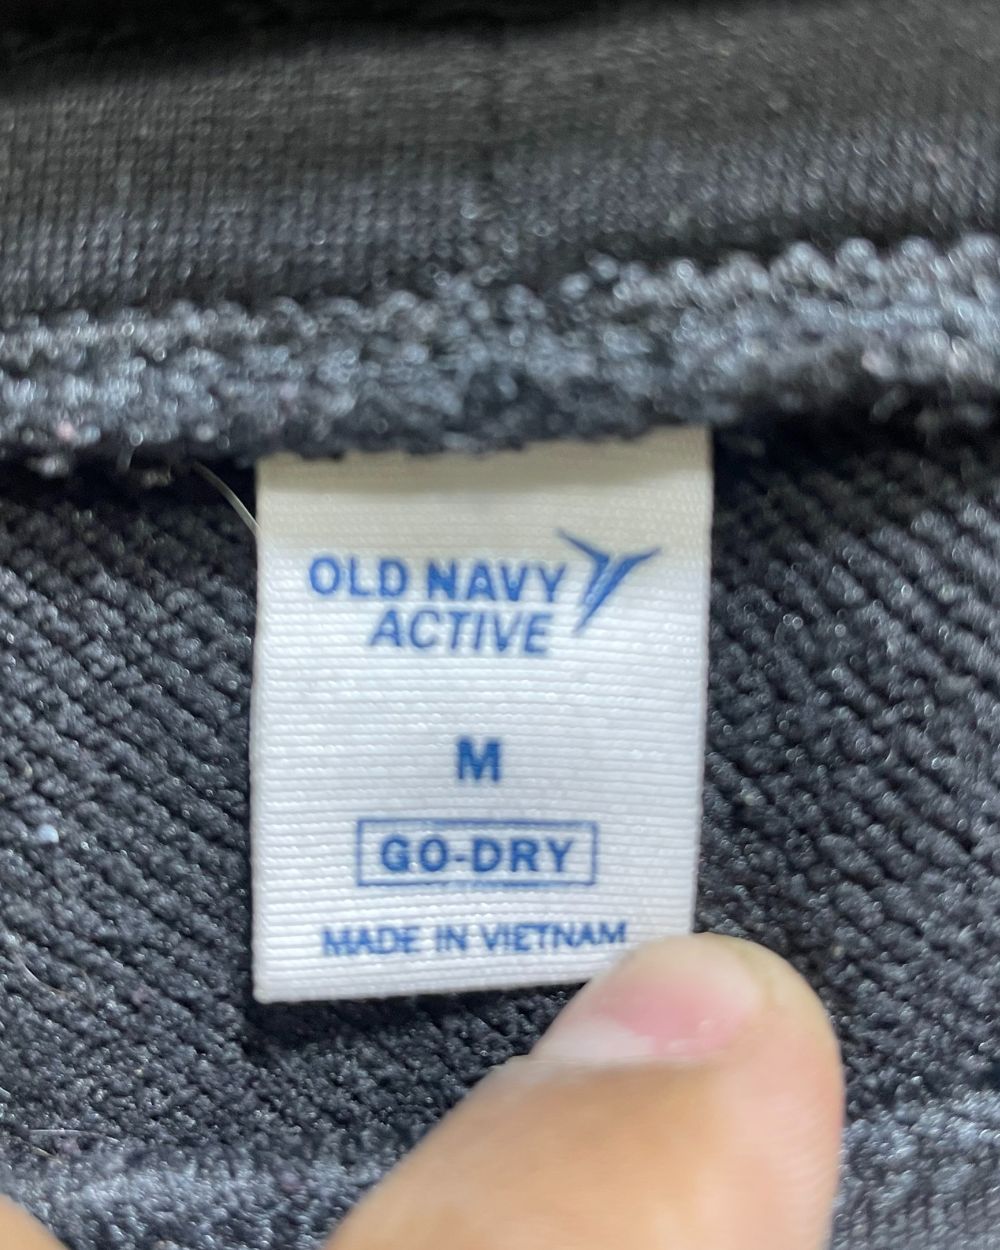 OLD NAVY
ACTIVE
M
GO-DRY
MADE IN VIETNAM